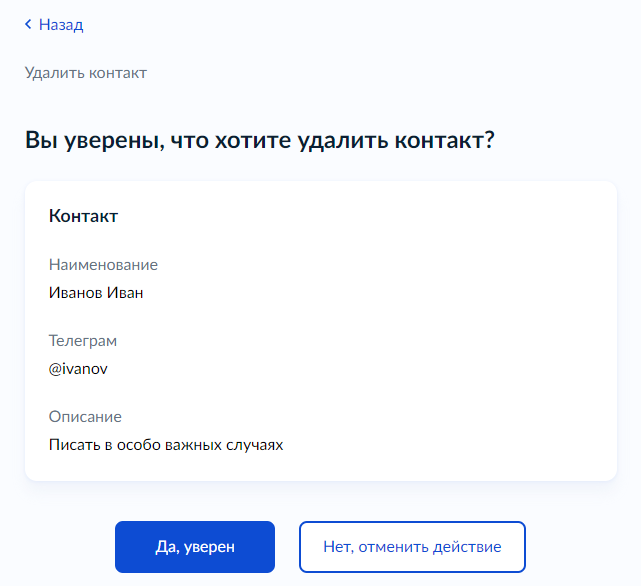 Назад
Удалить контакт
Вы уверены, что хотите удалить контакт?
Контакт
Наименование
Иванов Иван
Телеграм
@ivanov
Описание
Писать в особо важных случаях
Да, уверен
Нет, отменить действие